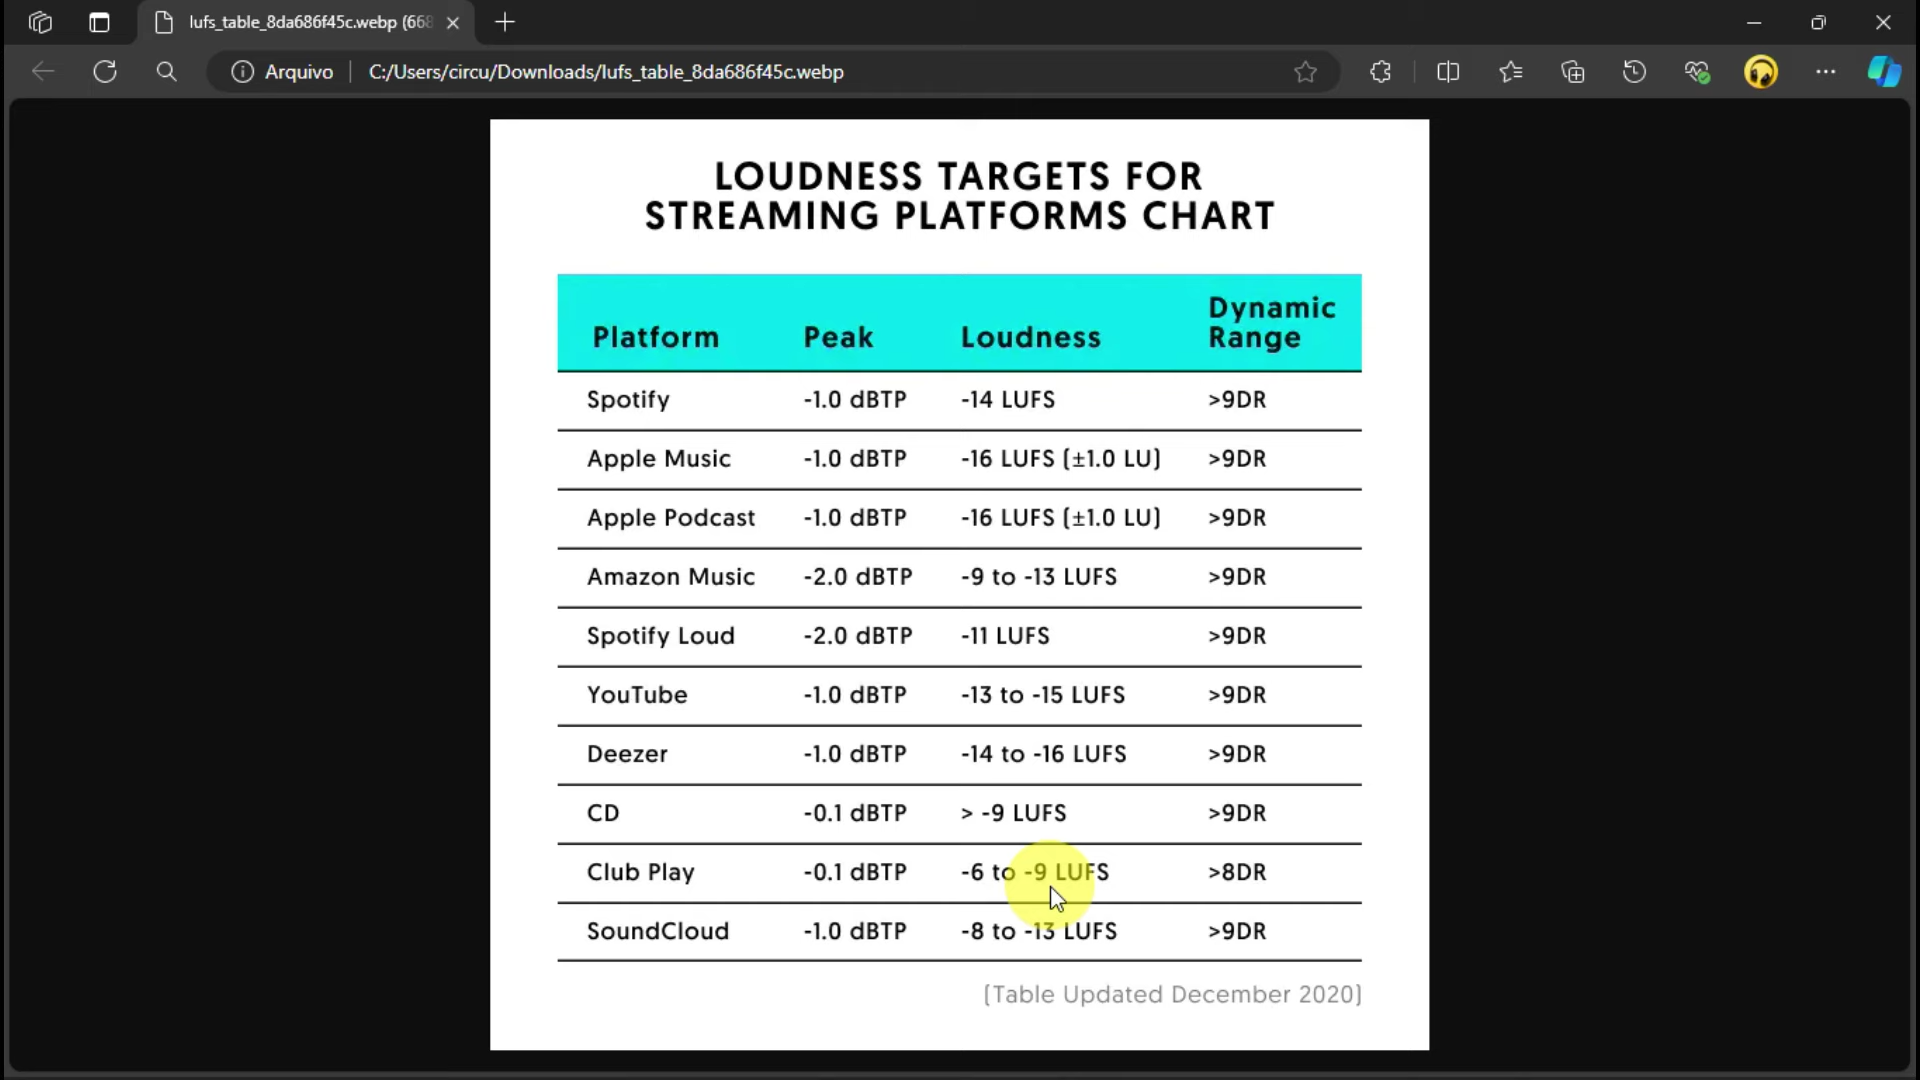 lufs_table_8da686f45c.webp (668
Arquivo
C:/Users/circu/Downloads/lufs_table_8da686f45c.webp
LOUDNESS TARGETS FOR
STREAMING PLATFORMS CHART
Platform Peak Loudness Dynamic Range
Spotify -1.0 dBTP -14 LUFS >9DR
Apple Music -1.0 dBTP -16 LUFS (±1.0 LU) >9DR
Apple Podcast -1.0 dBTP -16 LUFS (±1.0 LU) >9DR
Amazon Music -2.0 dBTP -9 to -13 LUFS >9DR
Spotify Loud -2.0 dBTP -11 LUFS >9DR
YouTube -1.0 dBTP -13 to -15 LUFS >9DR
Deezer -1.0 dBTP -14 to -16 LUFS >9DR
CD -0.1 dBTP > -9 LUFS >9DR
Club Play -0.1 dBTP -6 to -9 LUFS >8DR
SoundCloud -1.0 dBTP -8 to -13 LUFS >9DR
(Table Updated December 2020)